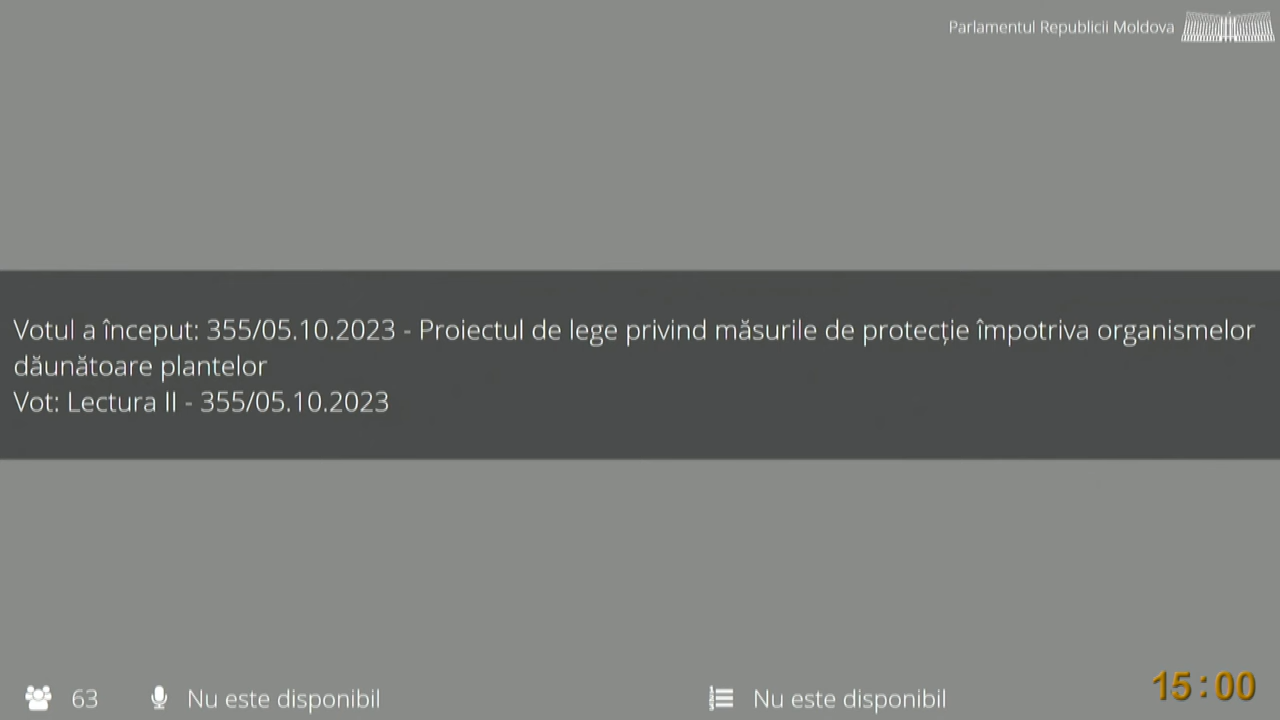 Parlamentul Republicii Moldova
Votul a început: 355/05.10.2023 - Proiectul de lege privind măsurile de protecție împotriva organismelor
dăunătoare plantelor
Vot: Lectura II - 355/05.10.2023
63 Nu este disponibil Nu este disponibil 15:00